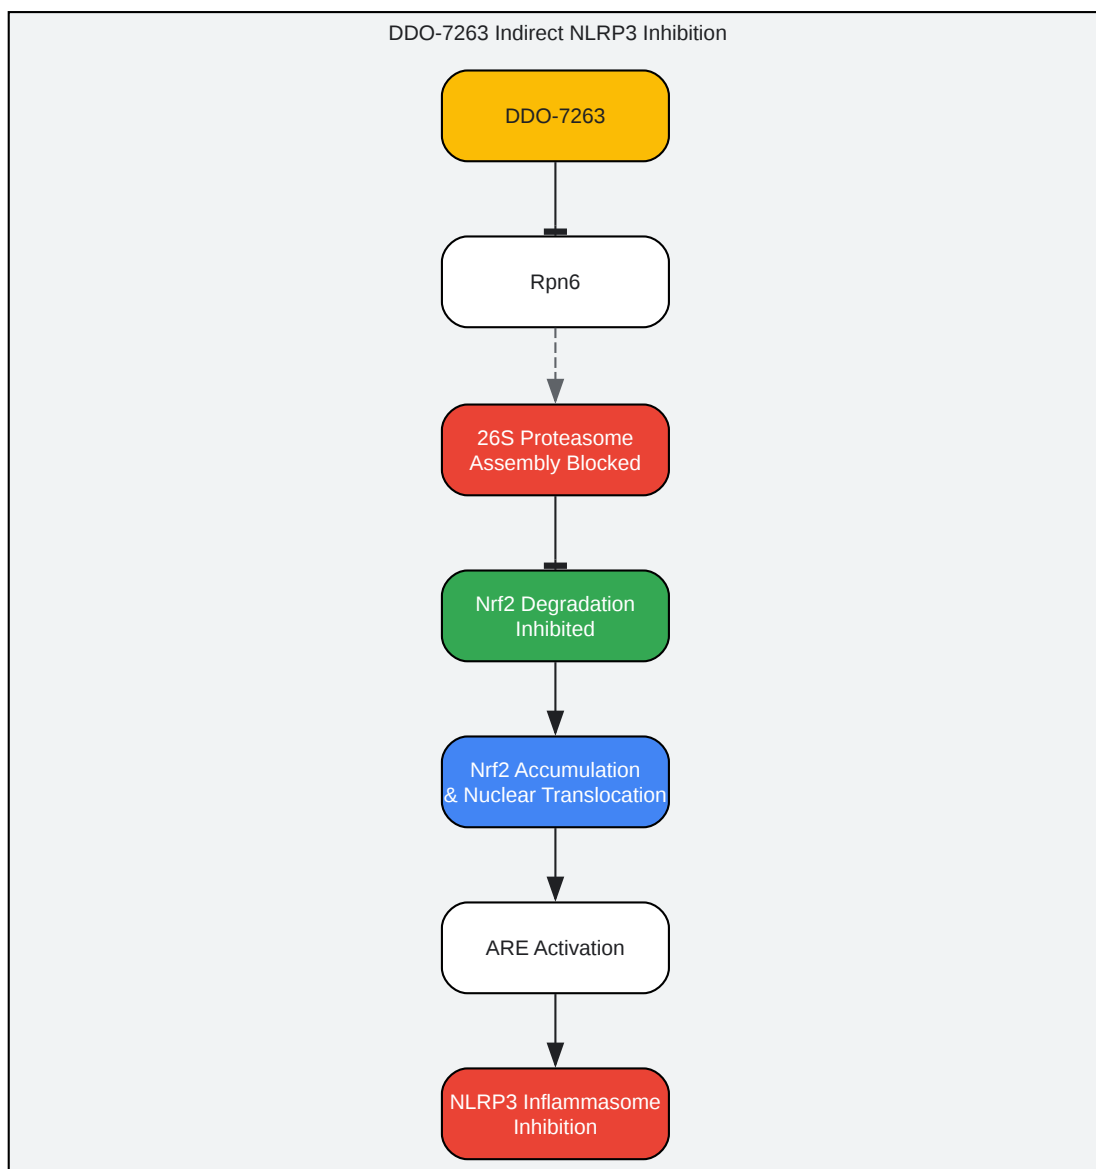 DDO-7263 Indirect NLRP3 Inhibition
DDO-7263
Rpn6
26S Proteasome
Assembly Blocked
Nrf2 Degradation
Inhibited
Nrf2 Accumulation
& Nuclear Translocation
ARE Activation
NLRP3 Inflammasome
Inhibition